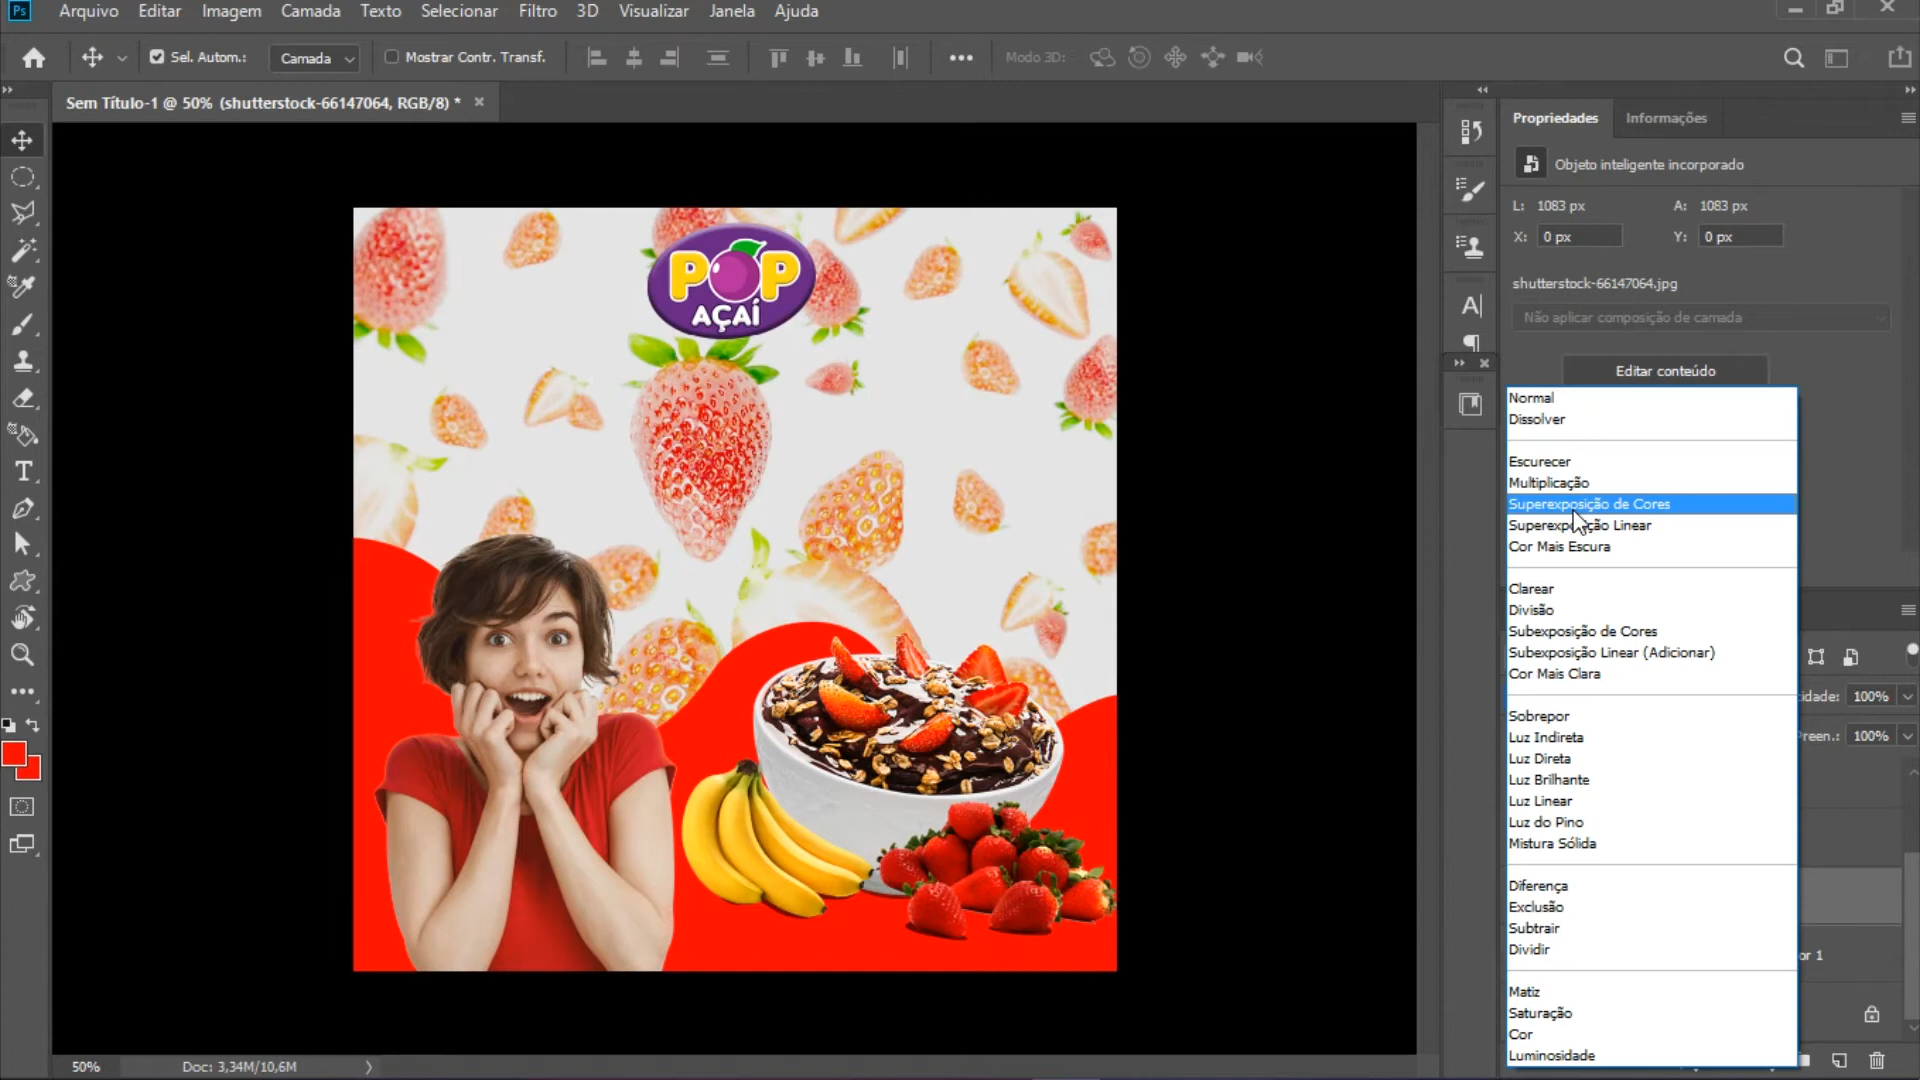 Ps Arquivo Editar Imagem Camada Texto Selecionar Filtro 3D Visualizar Janela Ajuda
Sel. Autom.: Camada Mostrar Contr. Transf. Modo 3D:
Sem Título-1 @ 50% (shutterstock-66147064, RGB/8) *
Propriedades Informações
Objeto inteligente incorporado
L: 1083 px A: 1083 px
X: 0 px Y: 0 px
shutterstock-66147064.jpg
Não aplicar composição de camada
Editar conteúdo
POP
AÇAÍ
Normal
Dissolver
Escurecer
Multiplicação
Superexposição de Cores
Superexposição Linear
Cor Mais Escura
Clarear
Divisão
Subexposição de Cores
Subexposição Linear (Adicionar)
Cor Mais Clara
Sobrepor
Luz Indireta
Luz Direta
Luz Brilhante
Luz Linear
Luz do Pino
Mistura Sólida
Diferença
Exclusão
Subtrair
Dividir
Matiz
Saturação
Cor
Luminosidade
cidade: 100%
Preen.: 100%
or 1
50% Doc: 3,34M/10,6M